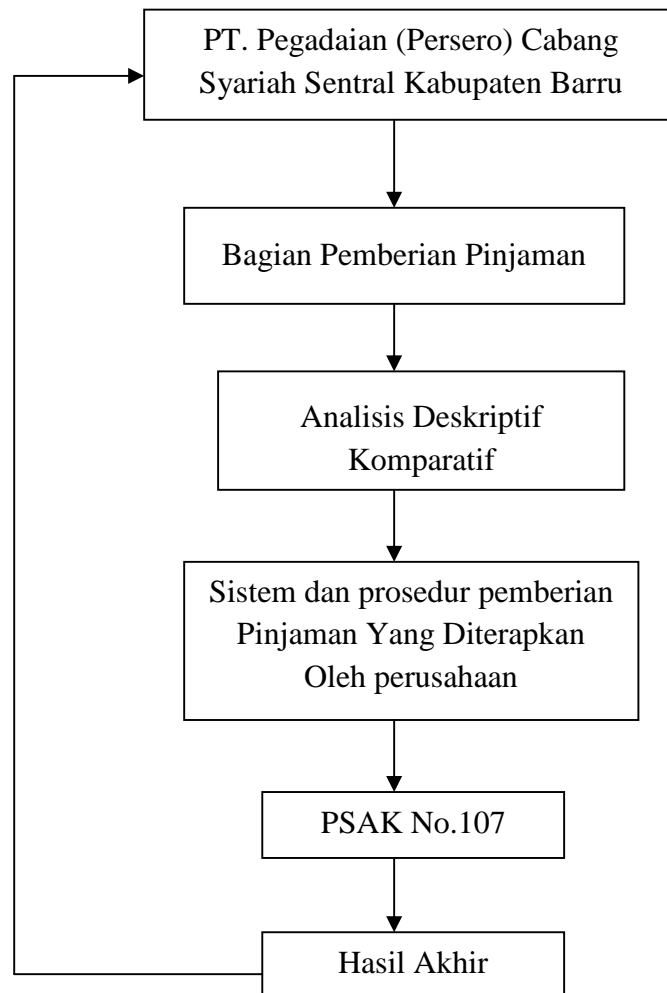 PT. Pegadaian (Persero) Cabang
Syariah Sentral Kabupaten Barru
Bagian Pemberian Pinjaman
Analisis Deskriptif
Komparatif
Sistem dan prosedur pemberian
Pinjaman Yang Diterapkan
Oleh perusahaan
PSAK No.107
Hasil Akhir